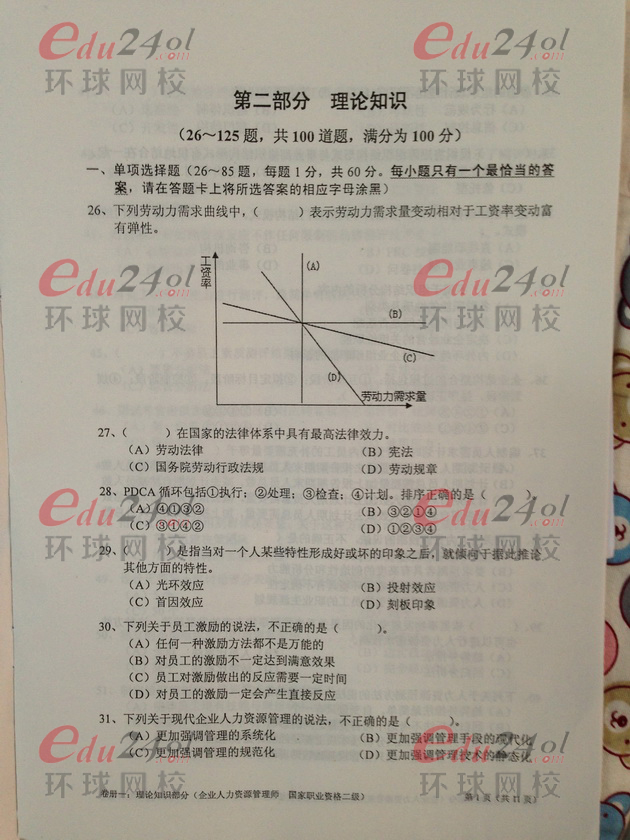 edu24ol.com edu24ol.com
环球网校 环球网校
第二部分 理论知识
(26～125题，共100道题，满分为100分)
一、单项选择题(26～85题，每题1分，共60分。每小题只有一个最恰当的答
案，请在答题卡上将所选答案的相应字母涂黑)
26、下列劳动力需求曲线中，( )表示劳动力需求量变动相对于工资率变动富
有弹性。
工资率
(A)
edu24ol.com edu24ol.com
环球网校 环球网校
(B)
(C)
(D)
劳动力需求量
27、( )在国家的法律体系中具有最高法律效力。
(A) 劳动法律 (B) 宪法
(C) 国务院劳动行政法规 (D) 劳动规章
28、PDCA 循环包括①执行；②处理；③检查；④计划。排序正确的是( )。
(A) ④①③② (B) ③②①④
(C) ③①④② (D) ①②③④
edu24ol.com edu24ol.com
环球网校 环球网校
29、( )是指当对一个人某些特性形成好或坏的印象之后，就倾向于据此推论
其他方面的特性。
(A) 光环效应 (B) 投射效应
(C) 首因效应 (D) 刻板印象
30、下列关于员工激励的说法，不正确的是( )。
(A) 任何一种激励方法都不是万能的
(B) 对员工的激励不一定达到满意效果
(C) 员工对激励做出的反应需要一定时间
(D) 对员工的激励一定会产生直接反应
31、下列关于现代企业人力资源管理的说法，不正确的是( )。
(A) 更加强调管理的系统化 (B) 更加强调管理手段的现代化
(C) 更加强调管理的规范化 (D) 更加强调管理技术的静态化
edu24ol.com edu24ol.com
环球网校 环球网校
卷册一：理论知识部分(企业人力资源管理师 国家职业资格二级) 第1页(共11页)